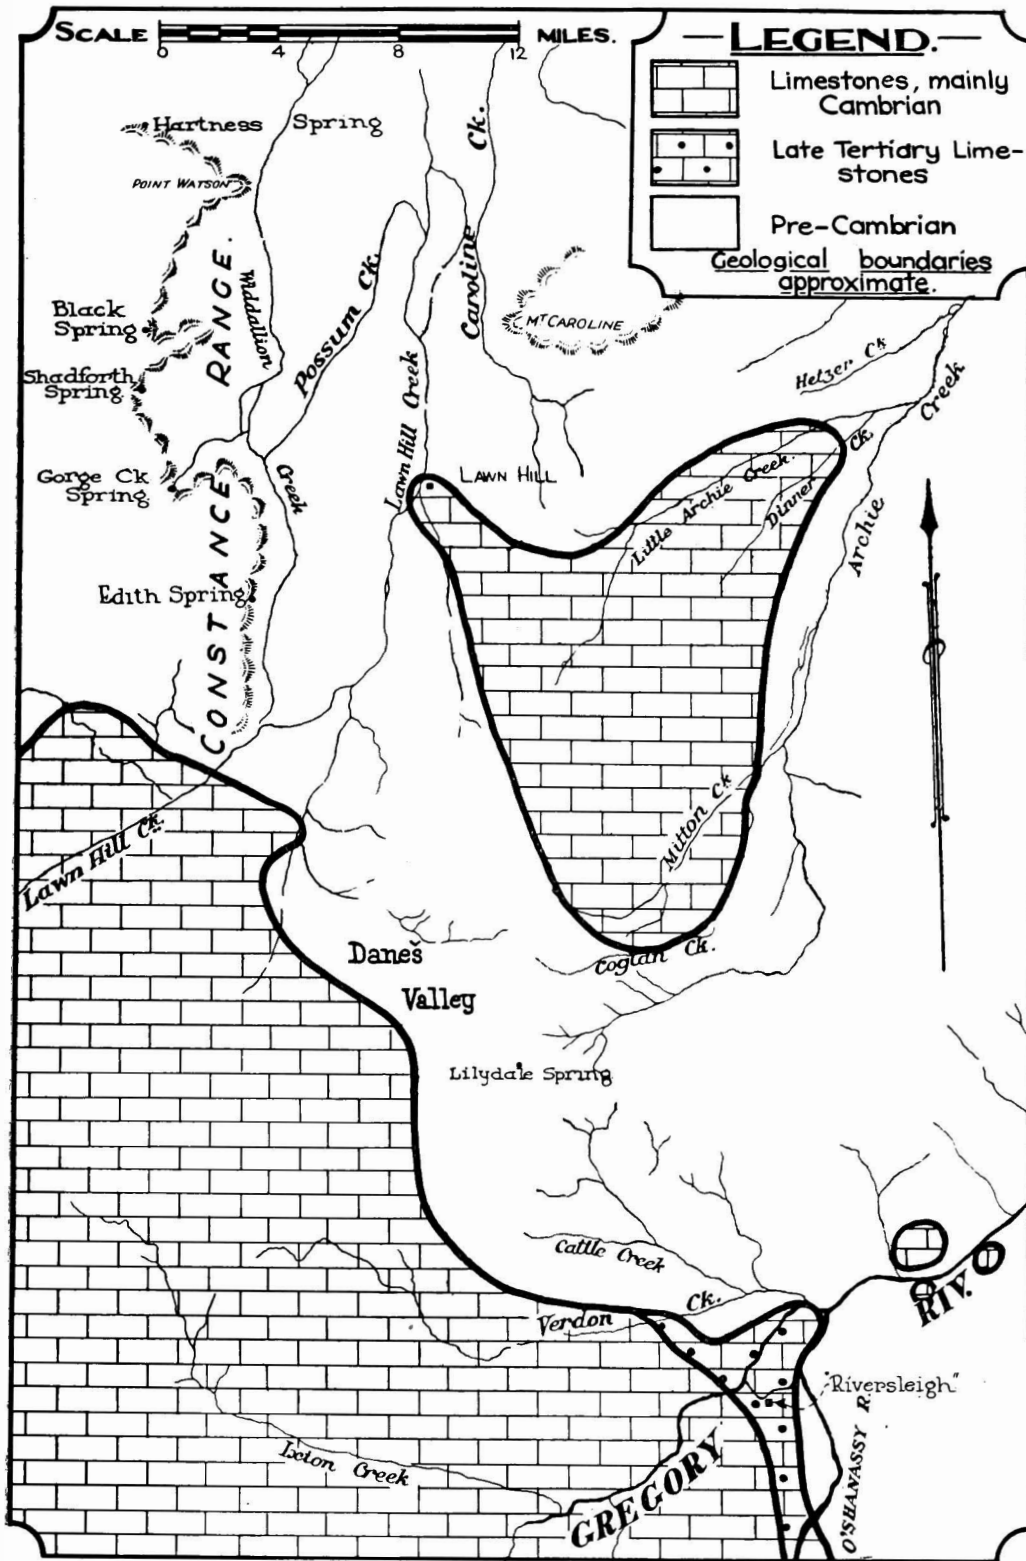 SCALE
0 4 8 12
MILES.
—LEGEND.—
Limestones, mainly
Cambrian
Late Tertiary Lime-
stones
Pre-Cambrian
Geological boundaries
approximate.
Hartness Spring
POINT WATSON
Black
Spring
Shadforth
Spring
Gorge Ck
Spring
Edith Spring
CONSTANCE RANGE.
Widdallion
Creek
Possum Ck.
Lawn Hill Creek
Caroline Ck.
MT CAROLINE
Hetzer Ck
Archie Creek
LAWN HILL
Little Archie Creek.
Dinner Ck.
Mitton Ck
Coglan Ck.
Lawn Hill Ck.
Dane's
Valley
Lilydale Spring
Cattle Creek
Verdon Ck.
"Riversleigh"
Ixton Creek
GREGORY RIV.
O'SHANASSY R.